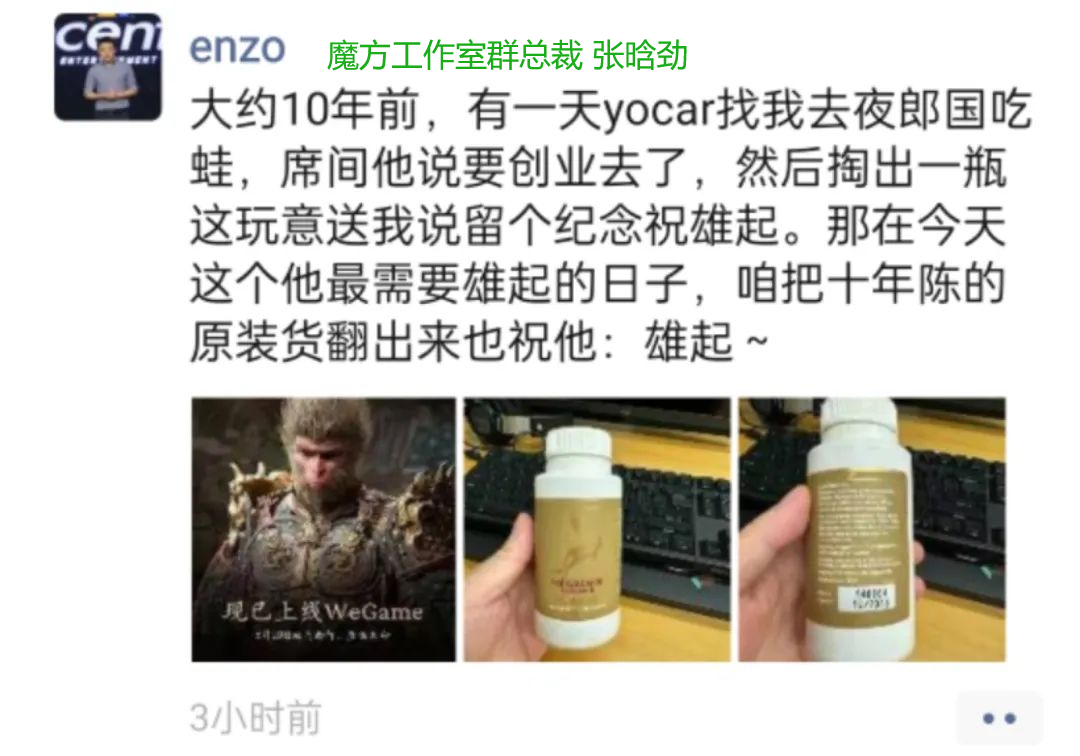 enzo 魔方工作室群总裁 张晗劲
大约10年前，有一天yocar找我去夜郎国吃
蛙，席间他说要创业去了，然后掏出一瓶
这玩意送我说留个纪念祝雄起。那在今天
这个他最需要雄起的日子，咱把十年陈的
原装货翻出来也祝他：雄起~
现已上线WeGame
3小时前